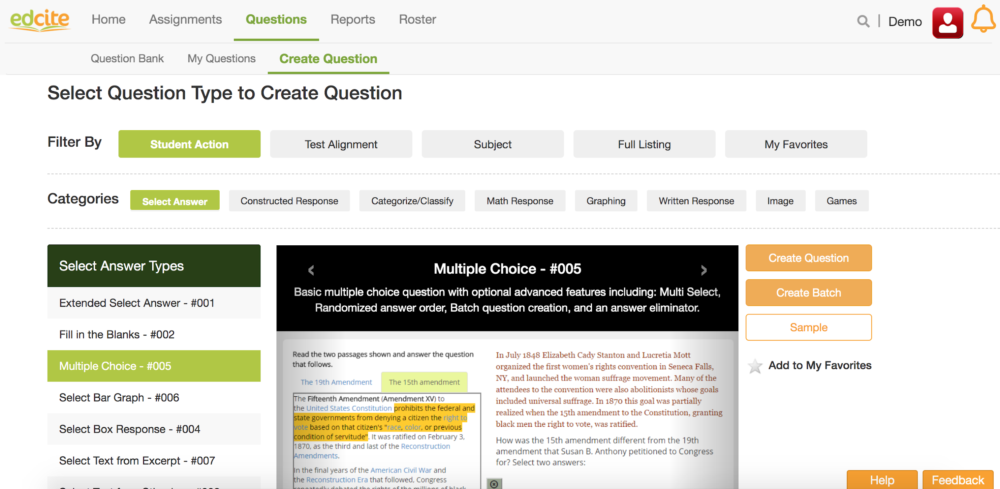 edcite
Home Assignments Questions Reports Roster
Demo
Question Bank My Questions Create Question
Select Question Type to Create Question
Filter By Student Action Test Alignment Subject Full Listing My Favorites
Categories Select Answer Constructed Response Categorize/Classify Math Response Graphing Written Response Image Games
Select Answer Types
Extended Select Answer - #001
Fill in the Blanks - #002
Multiple Choice - #005
Select Bar Graph - #006
Select Box Response - #004
Select Text from Excerpt - #007
Multiple Choice - #005
Basic multiple choice question with optional advanced features including: Multi Select,
Randomized answer order, Batch question creation, and an answer eliminator.
Read the two passages shown and answer the question
that follows.
The 19th Amendment The 15th amendment
The Fifteenth Amendment (Amendment XV) to
the United States Constitution prohibits the federal and
state governments from denying a citizen the right to
vote based on that citizen's "race, color, or previous
condition of servitude". It was ratified on February 3,
1870, as the third and last of the Reconstruction
Amendments.
In the final years of the American Civil War and
the Reconstruction Era that followed, Congress
repeatedly debated the rights of the millions of black
In July 1848 Elizabeth Cady Stanton and Lucretia Mott
organized the first women's rights convention in Seneca Falls,
NY, and launched the woman suffrage movement. Many of the
attendees to the convention were also abolitionists whose goals
included universal suffrage. In 1870 this goal was partially
realized when the 15th amendment to the Constitution, granting
black men the right to vote, was ratified.
How was the 15th amendment different from the 19th
amendment that Susan B. Anthony petitioned to Congress
for? Select two answers:
Create Question
Create Batch
Sample
Add to My Favorites
Help Feedback